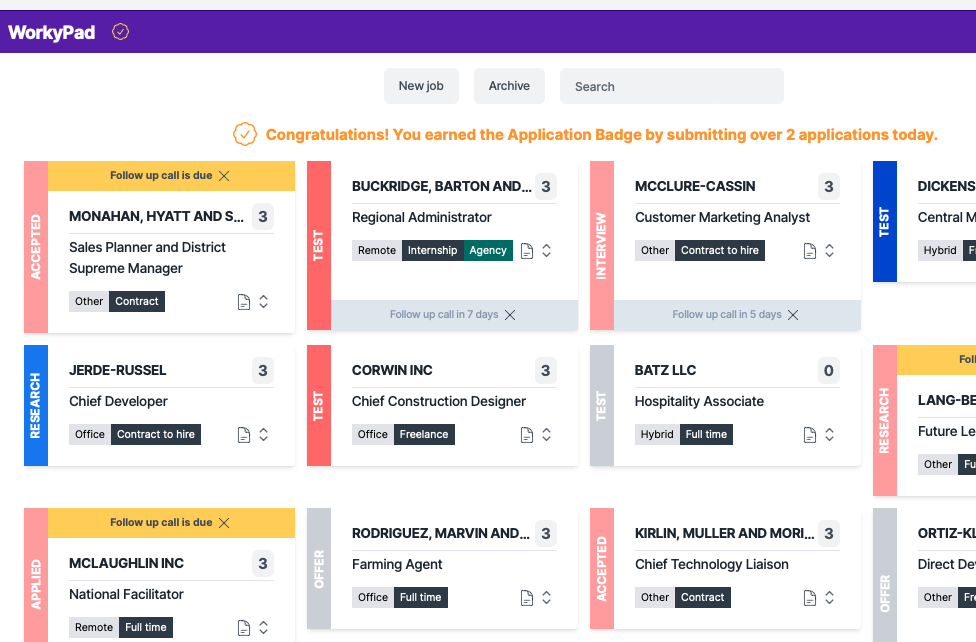 WorkyPad
New job
Archive
Search
Congratulations! You earned the Application Badge by submitting over 2 applications today.
ACCEPTED
Follow up call is due
MONAHAN, HYATT AND S... 3
Sales Planner and District
Supreme Manager
Other Contract
TEST
BUCKRIDGE, BARTON AND... 3
Regional Administrator
Remote Internship Agency
Follow up call in 7 days
INTERVIEW
MCCLURE-CASSIN 3
Customer Marketing Analyst
Other Contract to hire
Follow up call in 5 days
TEST
DICKENS
Central M
Hybrid F
RESEARCH
JERDE-RUSSEL 3
Chief Developer
Office Contract to hire
TEST
CORWIN INC 3
Chief Construction Designer
Office Freelance
TEST
BATZ LLC 0
Hospitality Associate
Hybrid Full time
RESEARCH
Foll
LANG-BE
Future Le
Other Fu
APPLIED
Follow up call is due
MCLAUGHLIN INC 3
National Facilitator
Remote Full time
OFFER
RODRIGUEZ, MARVIN AND... 3
Farming Agent
Office Full time
ACCEPTED
KIRLIN, MULLER AND MORI... 3
Chief Technology Liaison
Other Contract
OFFER
ORTIZ-KL
Direct De
Other Fre